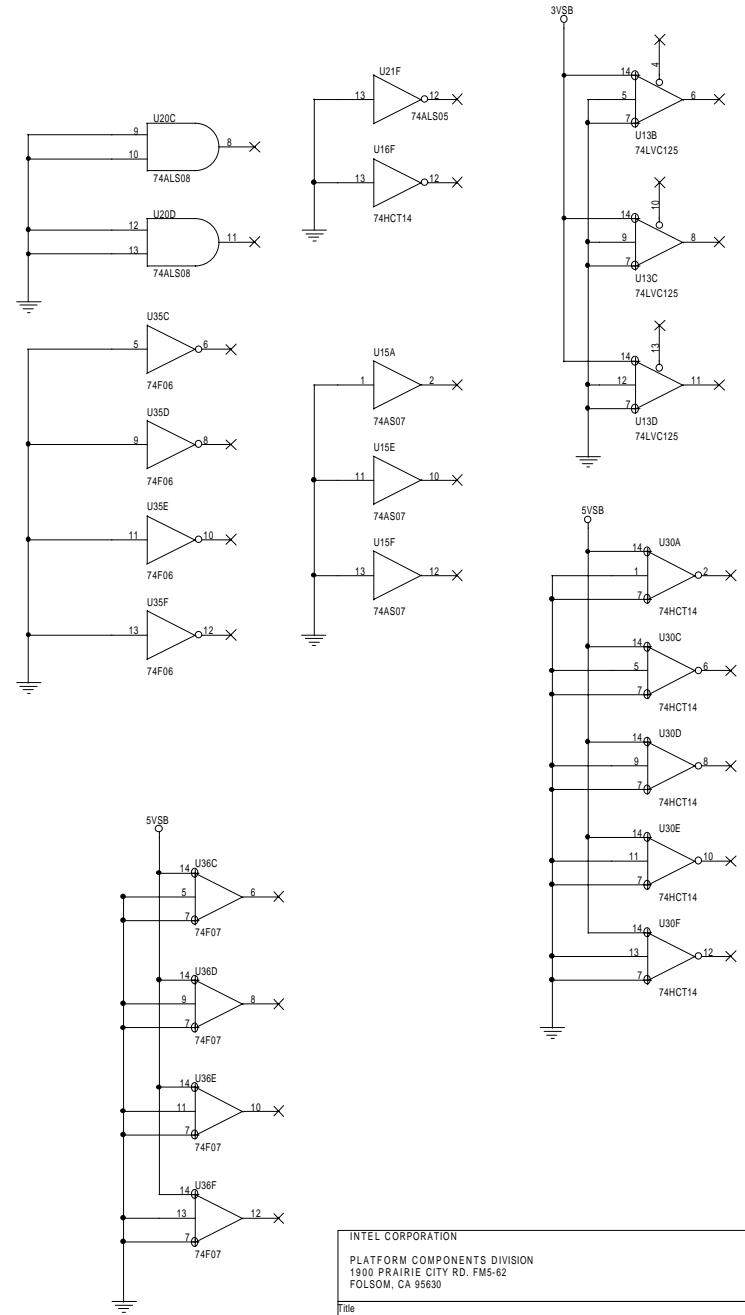 3VSB
U20C
9
10
8
74ALS08
U20D
12
13
11
74ALS08
U21F
13
12
74ALS05
U16F
13
12
74HCT14
4
14
5
6
7
U13B
74LVC125
10
14
9
8
7
U13C
74LVC125
13
14
12
11
7
U13D
74LVC125
U35C
5
6
74F06
U35D
9
8
74F06
U35E
11
10
74F06
U35F
13
12
74F06
U15A
1
2
74AS07
U15E
11
10
74AS07
U15F
13
12
74AS07
5VSB
U30A
14
1
2
7
74HCT14
U30C
14
5
6
7
74HCT14
U30D
14
9
8
7
74HCT14
U30E
14
11
10
7
74HCT14
U30F
14
13
12
7
74HCT14
5VSB
U36C
14
5
6
7
74F07
U36D
14
9
8
7
74F07
U36E
14
11
10
7
74F07
U36F
14
13
12
7
74F07
INTEL CORPORATION
PLATFORM COMPONENTS DIVISION
1900 PRAIRIE CITY RD. FM5-62
FOLSOM, CA 95630
Title